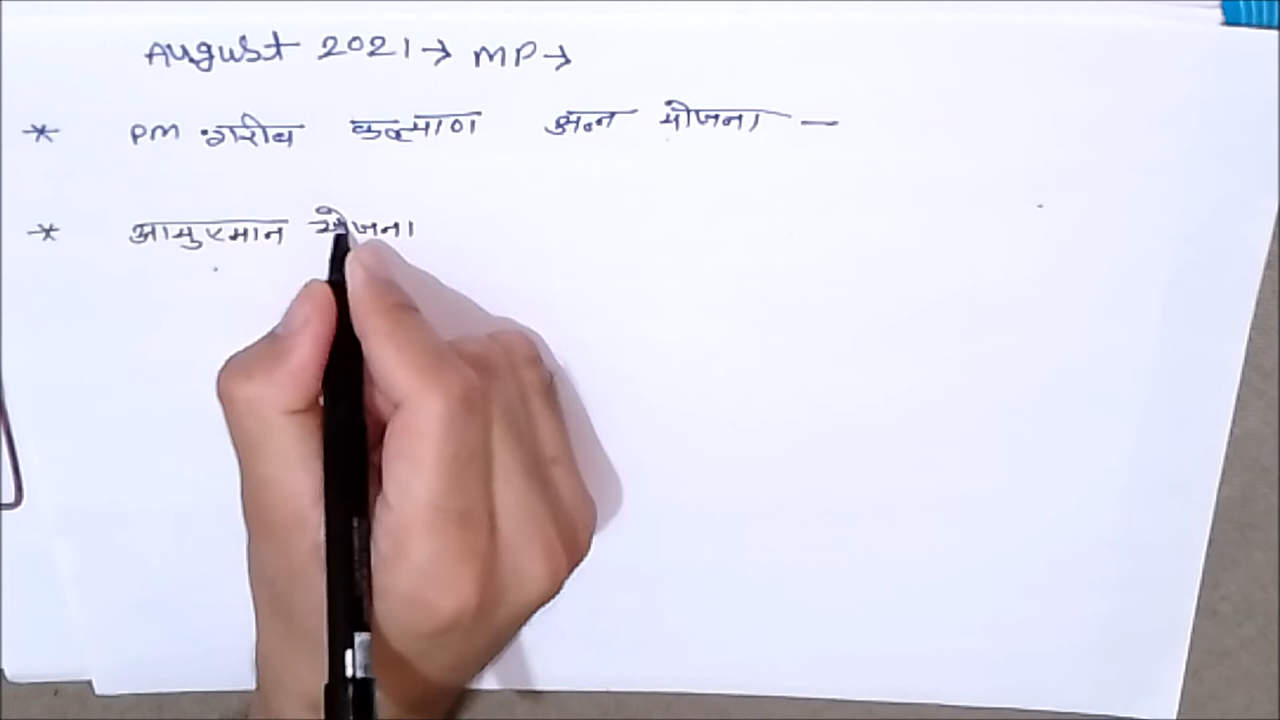 August 2021 → MP →
* PM गरीब कल्याण अन्न योजना —
* आयुष्मान योजना